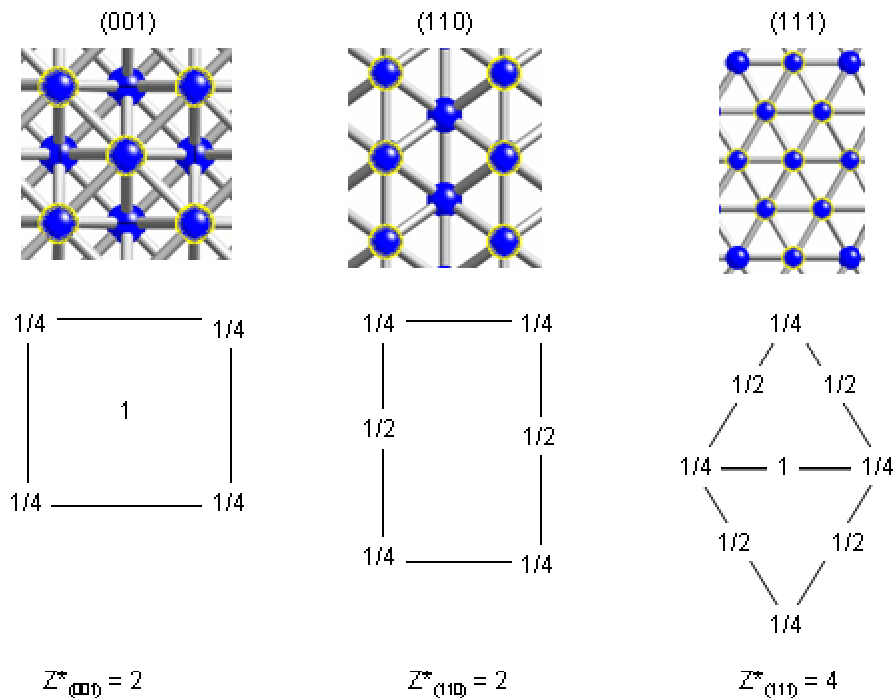 (001) (110) (111)
1/4 1/4 1/4 1/4 1/4
1/2 1/2
1
1/2 1/2
1/4 1 1/4
1/4 1/4
1/2 1/2
1/4 1/4
1/4
Z*(001) = 2 Z*(110) = 2 Z*(111) = 4